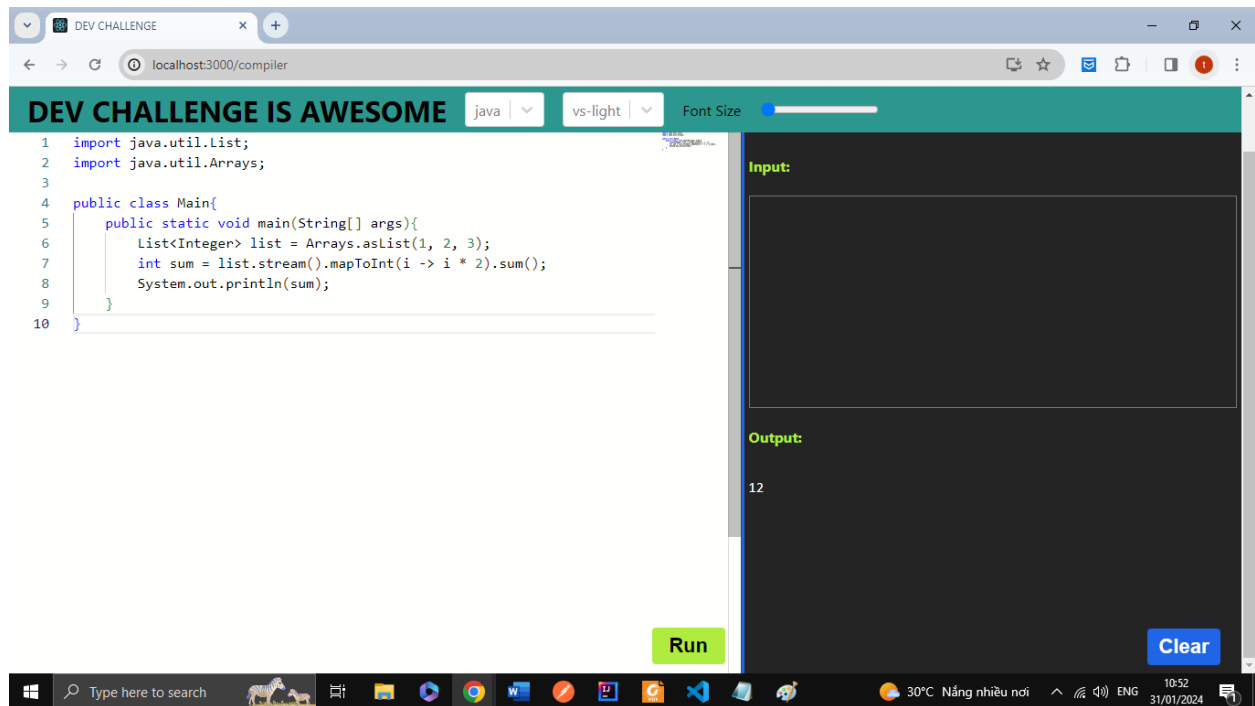 DEV CHALLENGE
localhost:3000/compiler
t
DEV CHALLENGE IS AWESOME
java
vs-light
Font Size
1 import java.util.List;
2 import java.util.Arrays;
3
4 public class Main{
5 public static void main(String[] args){
6 List<Integer> list = Arrays.asList(1, 2, 3);
7 int sum = list.stream().mapToInt(i -> i * 2).sum();
8 System.out.println(sum);
9 }
10 }
Input:
Output:
12
Run
Clear
Type here to search
30°C Nắng nhiều nơi
ENG
10:52
31/01/2024
1